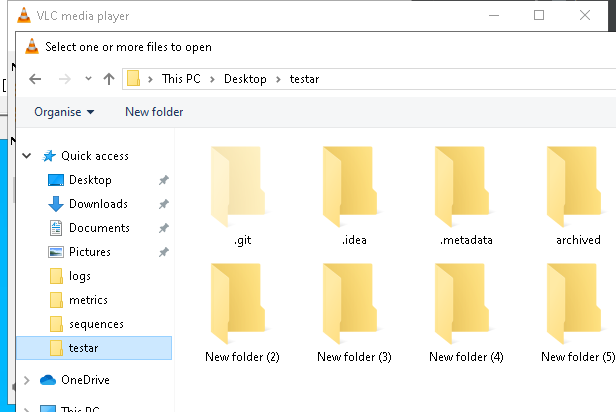 VLC media player
Select one or more files to open
This PC > Desktop > testar
Organise New folder
Quick access
Desktop
Downloads
Documents
Pictures
logs
metrics
sequences
testar
OneDrive
This PC
.git .idea .metadata archived
New folder (2) New folder (3) New folder (4) New folder (5)